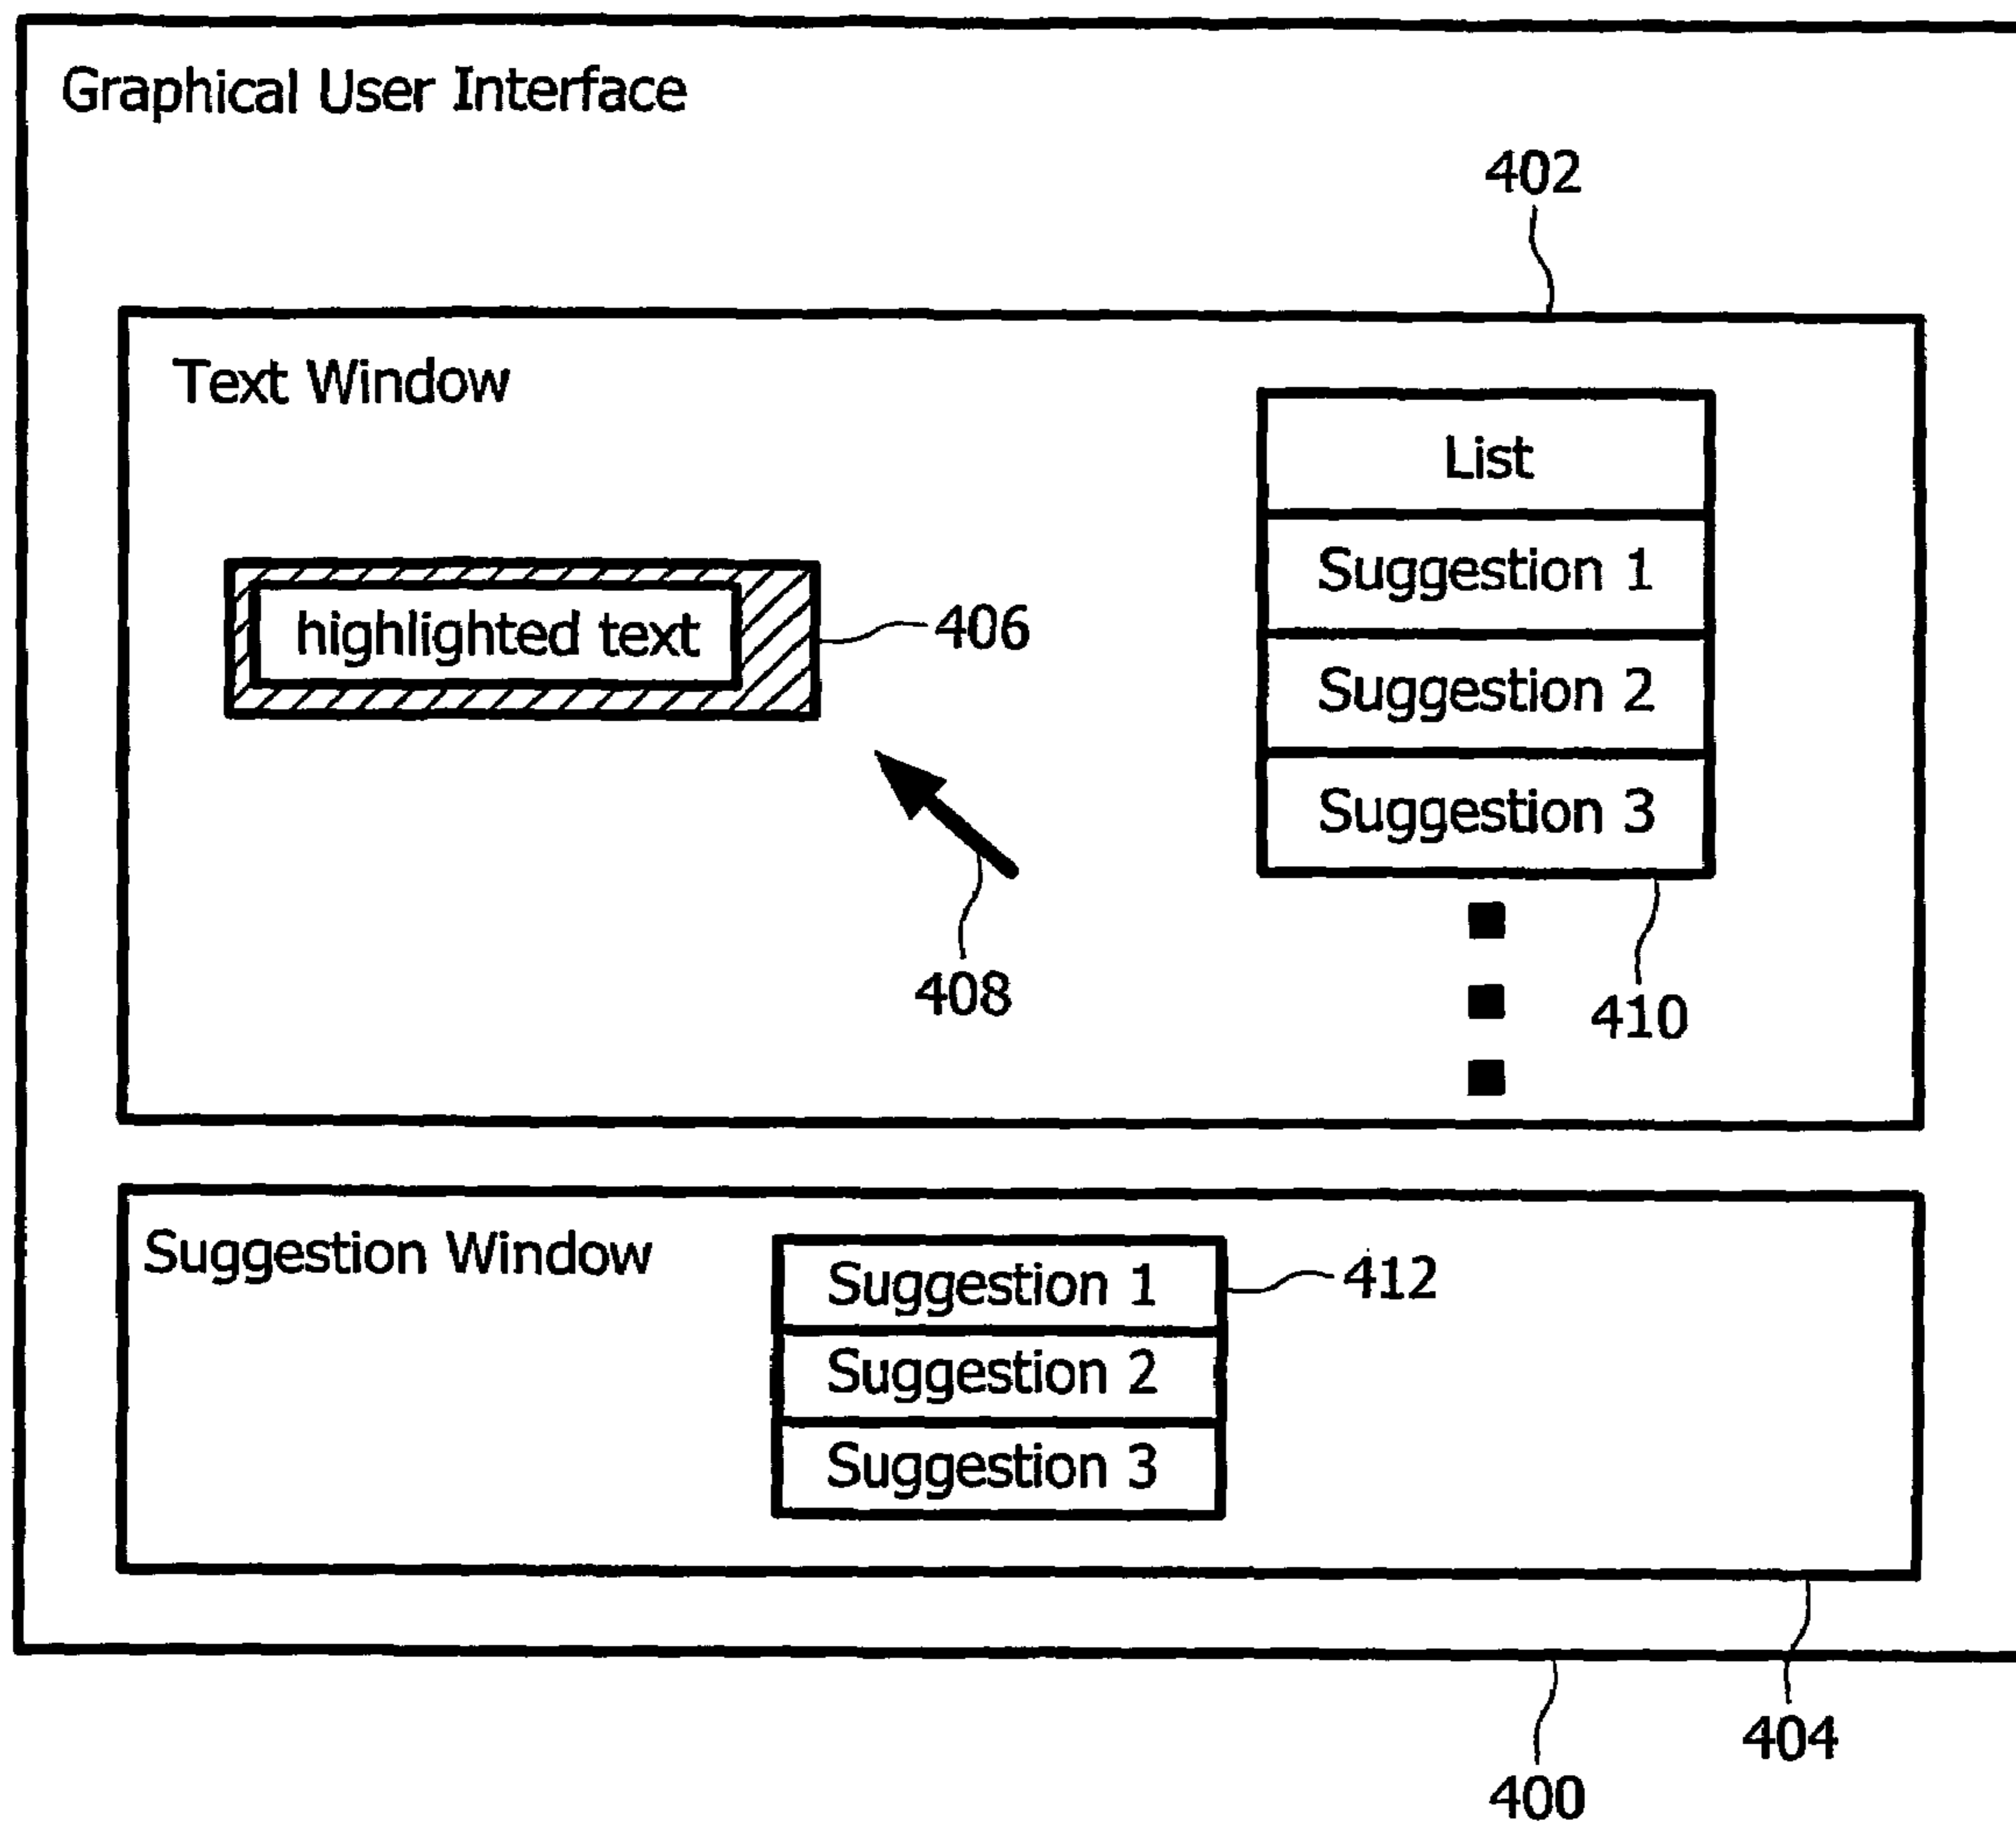 Graphical User Interface
402
Text Window
List
Suggestion 1
highlighted text
406
Suggestion 2
Suggestion 3
408
410
Suggestion Window
Suggestion 1
412
Suggestion 2
Suggestion 3
404
400